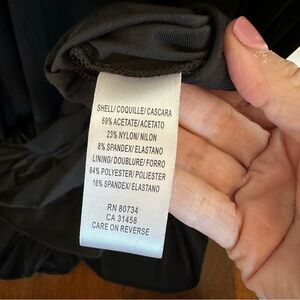 SHELL/ COQUILLE/ CASCARA
69% ACETATE/ ACETATO
23% NYLON/ NILON
8% SPANDEX/ ELASTANO
LINING/ DOUBLURE/ FORRO
84% POLYESTER/ POLIESTER
16% SPANDEX/ ELASTANO
RN 80734
CA 31458
CARE ON REVERSE